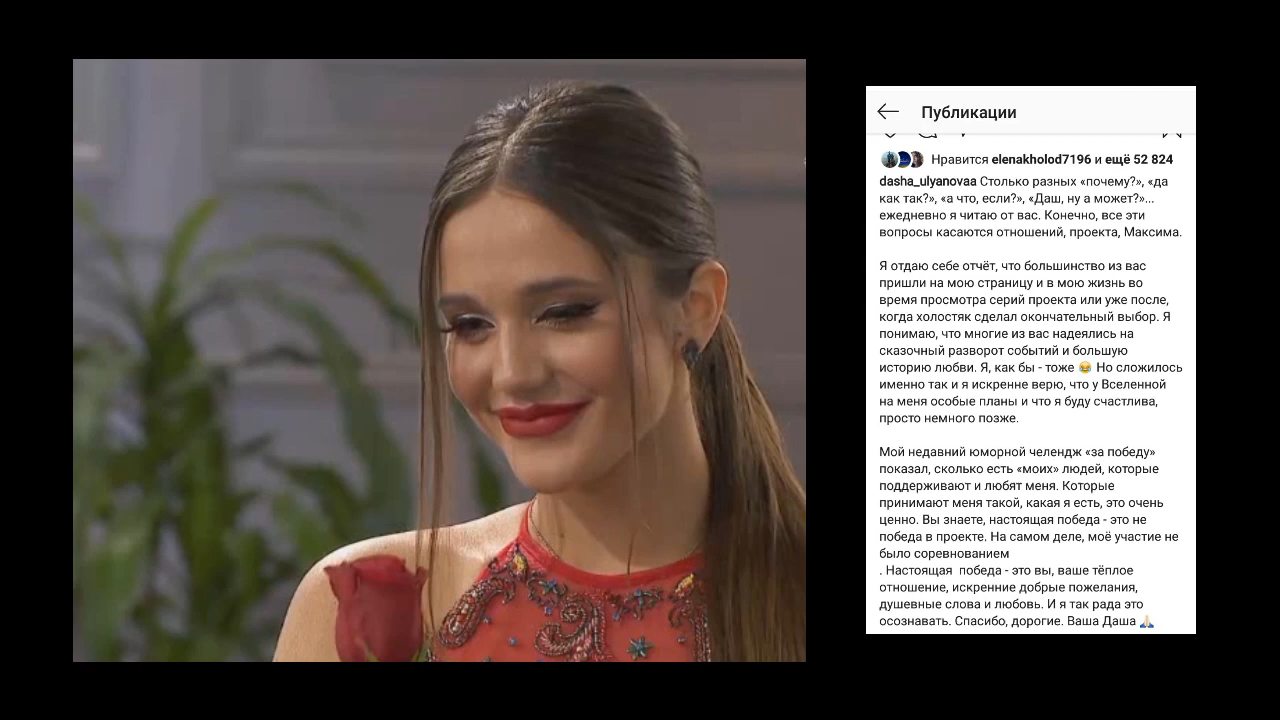 Публикации
Нравится elenakholod7196 и ещё 52 824
dasha_ulyanovaa Столько разных «почему?», «да
как так?», «а что, если?», «Даш, ну а может?»...
ежедневно я читаю от вас. Конечно, все эти
вопросы касаются отношений, проекта, Максима.
Я отдаю себе отчёт, что большинство из вас
пришли на мою страницу и в мою жизнь во
время просмотра серий проекта или уже после,
когда холостяк сделал окончательный выбор. Я
понимаю, что многие из вас надеялись на
сказочный разворот событий и большую
историю любви. Я, как бы - тоже 😂 Но сложилось
именно так и я искренне верю, что у Вселенной
на меня особые планы и что я буду счастлива,
просто немного позже.
Мой недавний юморной челендж «за победу»
показал, сколько есть «моих» людей, которые
поддерживают и любят меня. Которые
принимают меня такой, какая я есть, это очень
ценно. Вы знаете, настоящая победа - это не
победа в проекте. На самом деле, моё участие не
было соревнованием
. Настоящая  победа - это вы, ваше тёплое
отношение, искренние добрые пожелания,
душевные слова и любовь. И я так рада это
осознавать. Спасибо, дорогие. Ваша Даша 🙏🏻